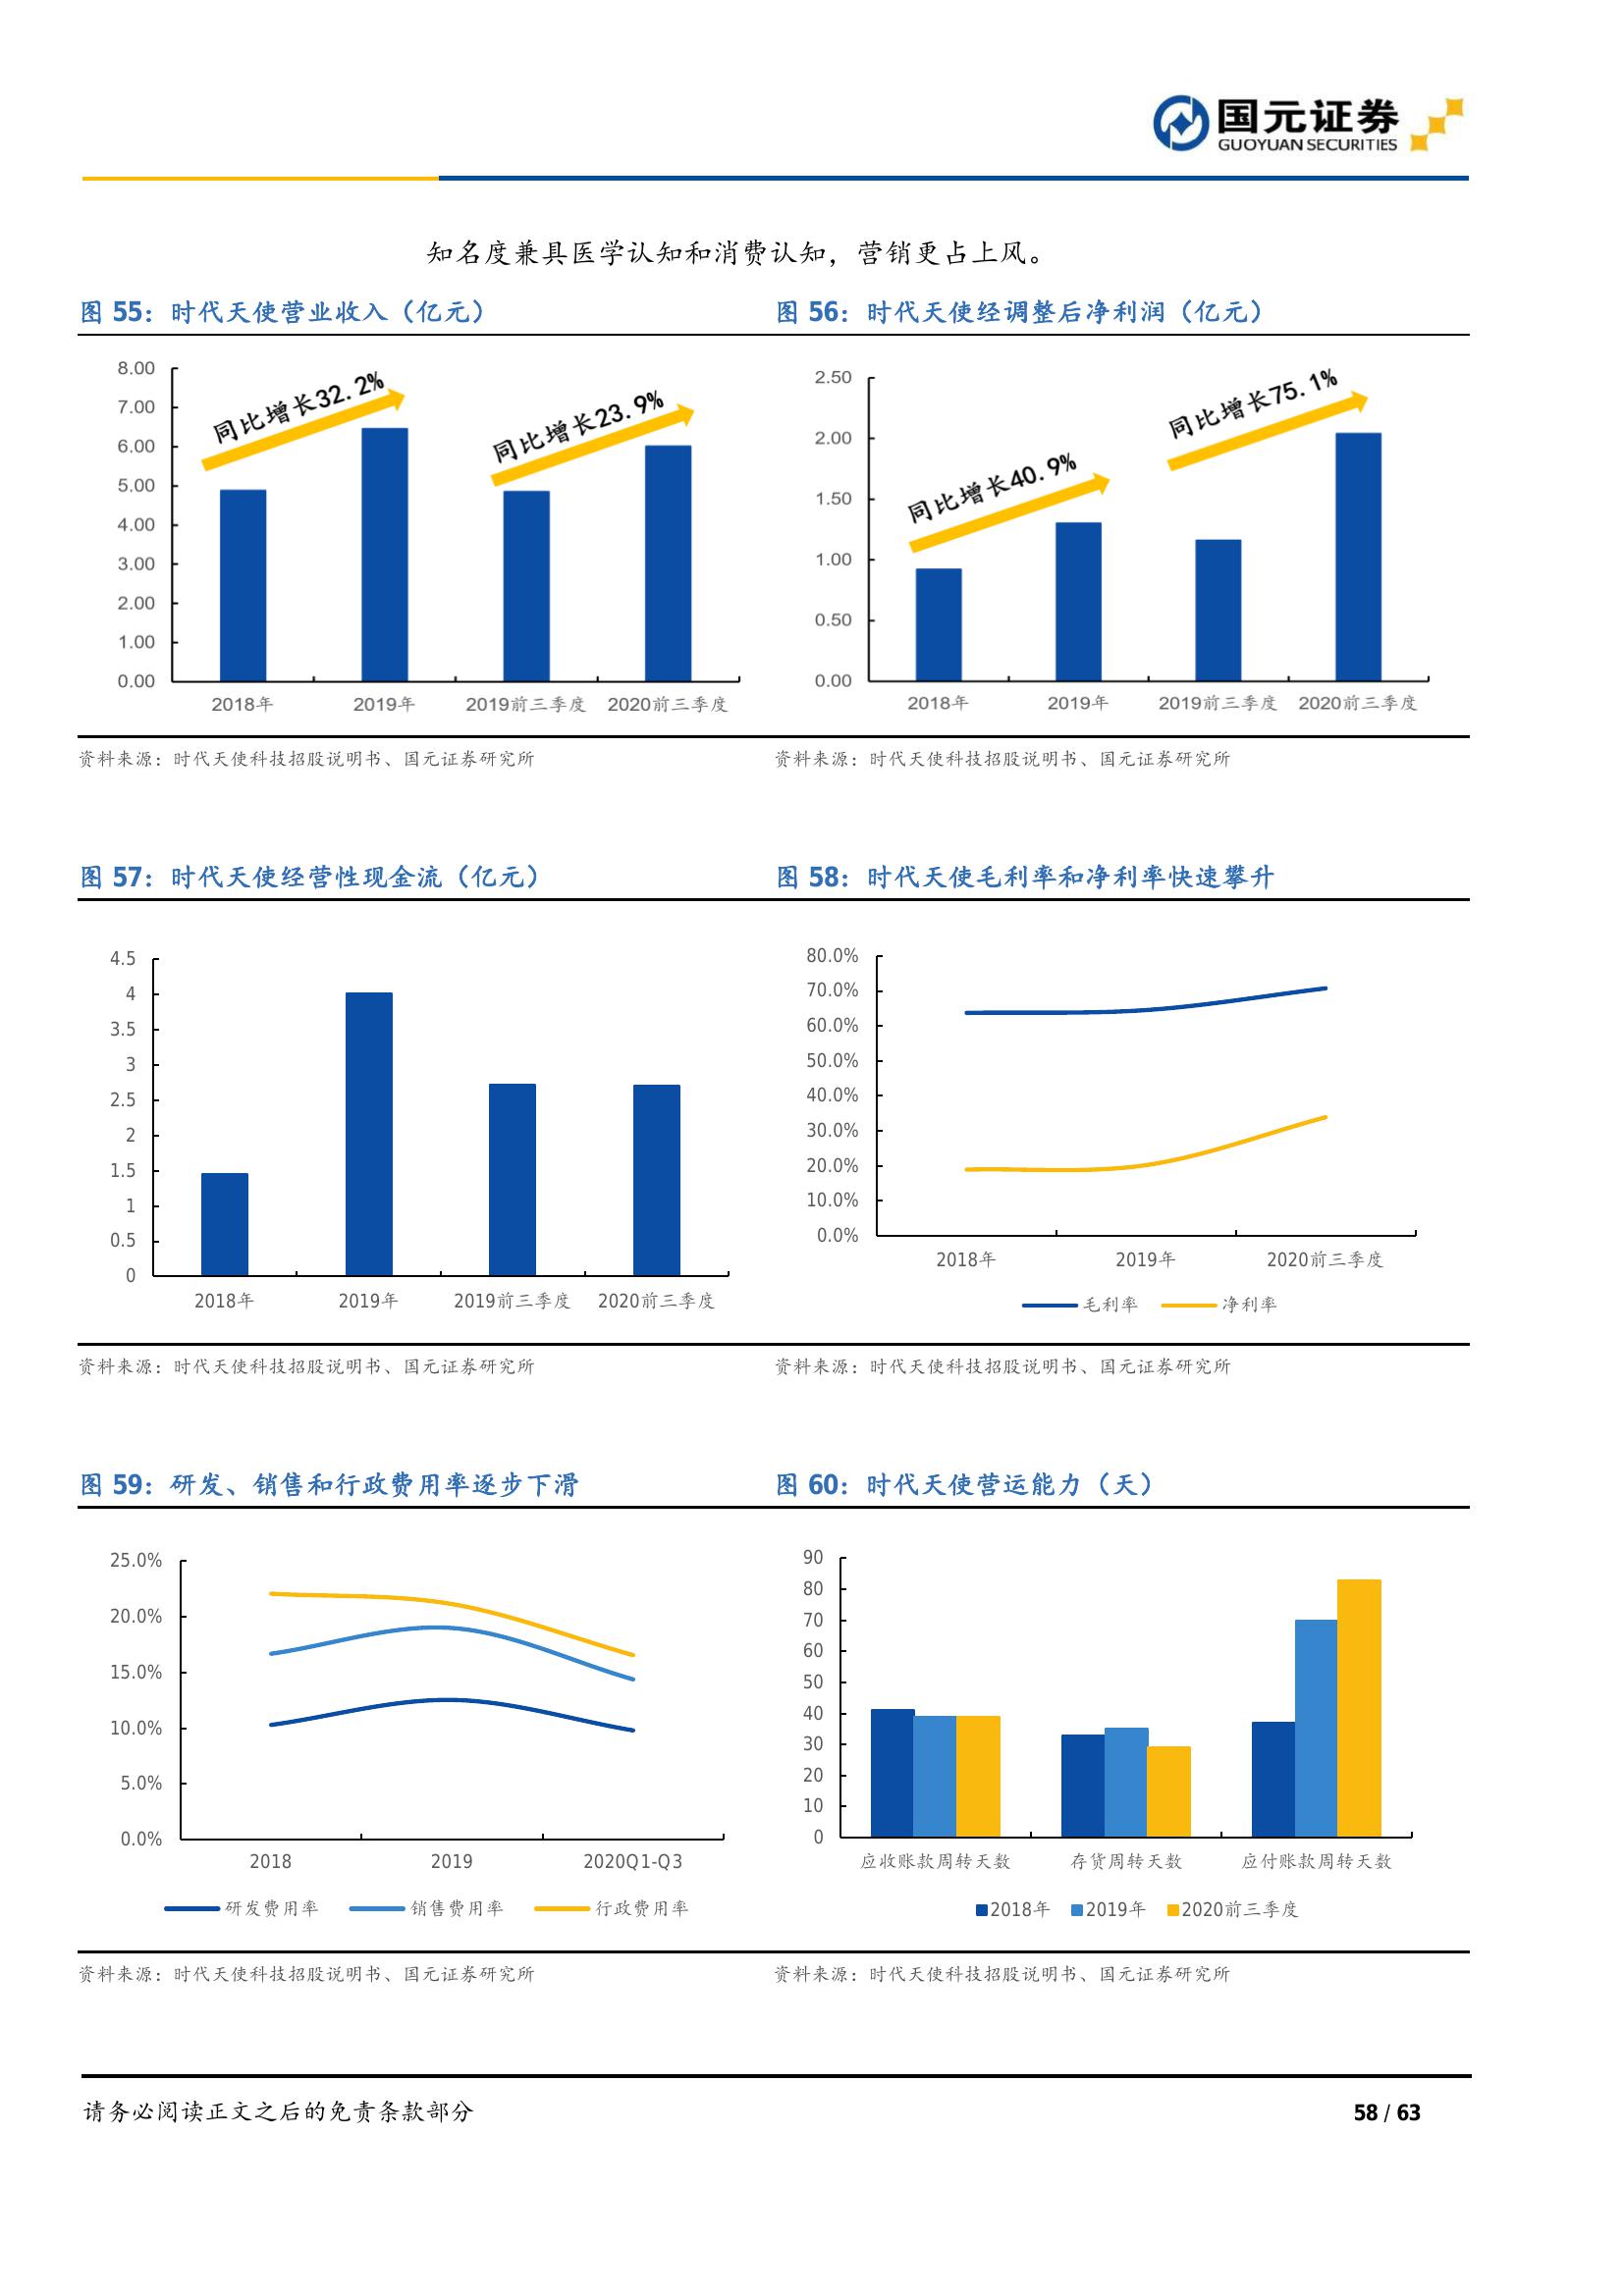 国元证券
GUOYUAN SECURITIES
知名度兼具医学认知和消费认知，营销更占上风。
图 55：时代天使营业收入（亿元）
8.00
7.00
6.00
5.00
4.00
3.00
2.00
1.00
0.00
同比增长32.2%
同比增长23.9%
2018年 2019年 2019前三季度 2020前三季度
资料来源：时代天使科技招股说明书、国元证券研究所
图 56：时代天使经调整后净利润（亿元）
2.50
2.00
1.50
1.00
0.50
0.00
同比增长40.9%
同比增长75.1%
2018年 2019年 2019前三季度 2020前三季度
资料来源：时代天使科技招股说明书、国元证券研究所
图 57：时代天使经营性现金流（亿元）
4.5
4
3.5
3
2.5
2
1.5
1
0.5
0
2018年 2019年 2019前三季度 2020前三季度
资料来源：时代天使科技招股说明书、国元证券研究所
图 58：时代天使毛利率和净利率快速攀升
80.0%
70.0%
60.0%
50.0%
40.0%
30.0%
20.0%
10.0%
0.0%
2018年 2019年 2020前三季度
毛利率 净利率
资料来源：时代天使科技招股说明书、国元证券研究所
图 59：研发、销售和行政费用率逐步下滑
25.0%
20.0%
15.0%
10.0%
5.0%
0.0%
2018 2019 2020Q1-Q3
研发费用率 销售费用率 行政费用率
资料来源：时代天使科技招股说明书、国元证券研究所
图 60：时代天使营运能力（天）
90
80
70
60
50
40
30
20
10
0
应收账款周转天数 存货周转天数 应付账款周转天数
2018年 2019年 2020前三季度
资料来源：时代天使科技招股说明书、国元证券研究所
请务必阅读正文之后的免责条款部分
58 / 63